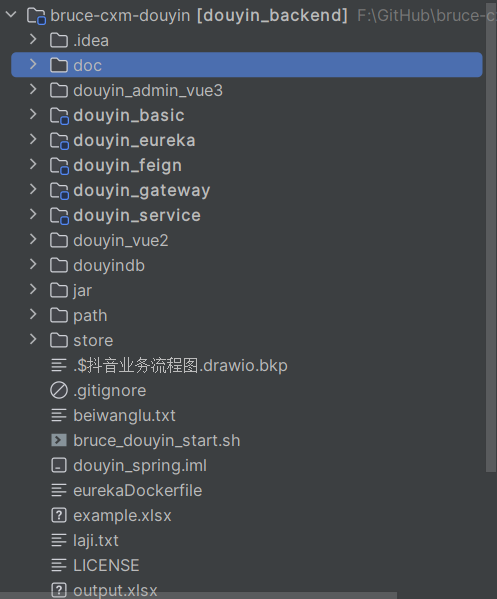 bruce-cxm-douyin [douyin_backend] F:\GitHub\bruce-c
.idea
doc
douyin_admin_vue3
douyin_basic
douyin_eureka
douyin_feign
douyin_gateway
douyin_service
douyin_vue2
douyindb
jar
path
store
.$抖音业务流程图.drawio.bkp
.gitignore
beiwanglu.txt
bruce_douyin_start.sh
douyin_spring.iml
eurekaDockerfile
example.xlsx
laji.txt
LICENSE
output.xlsx